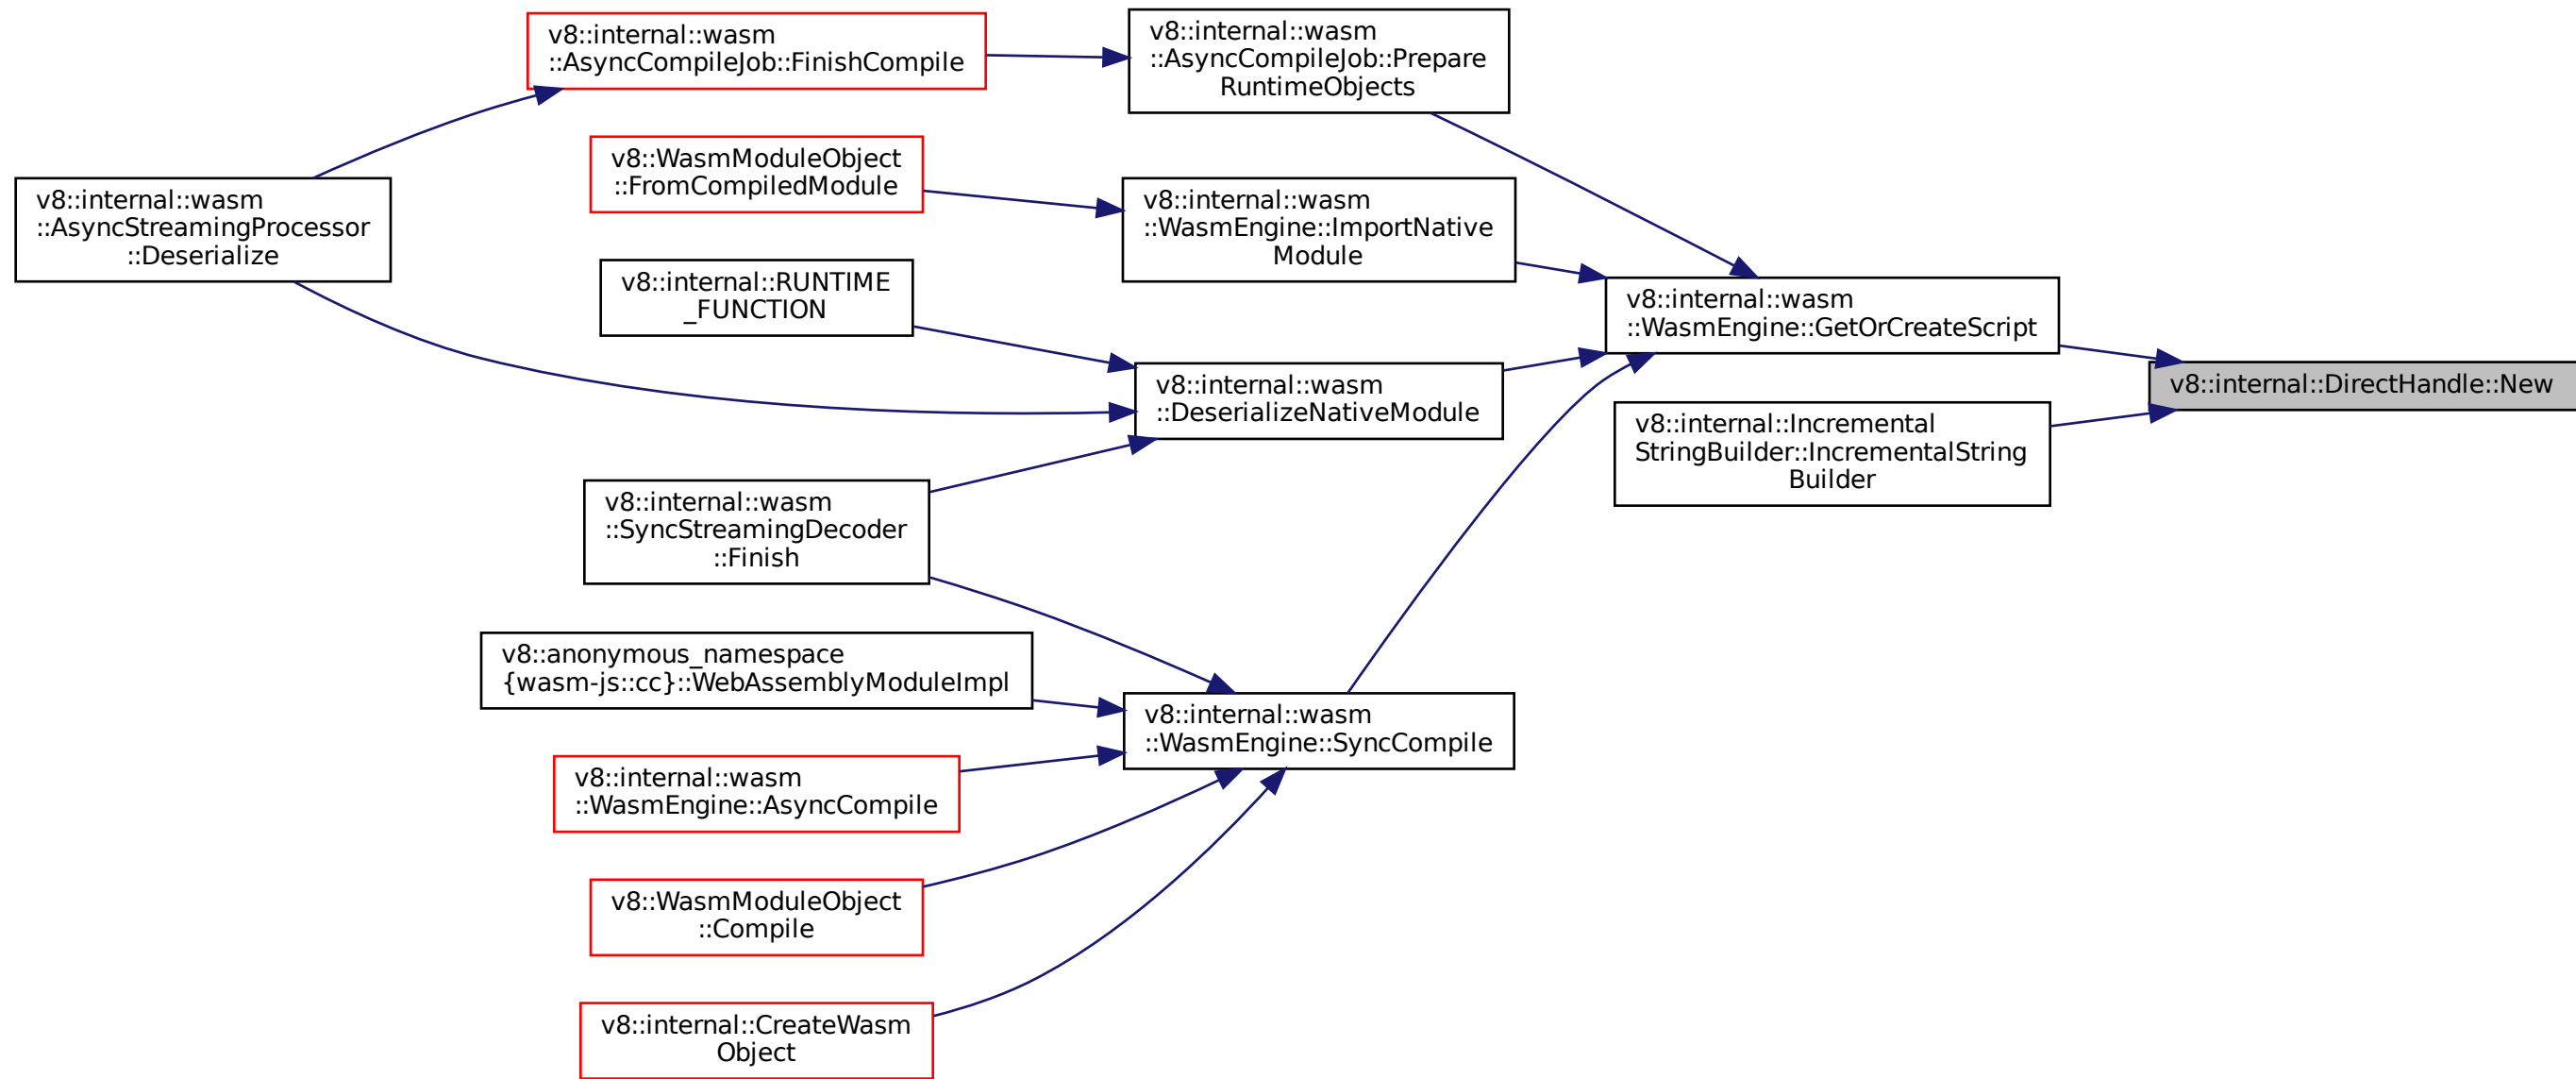 v8::internal::wasm
::AsyncCompileJob::FinishCompile
v8::internal::wasm
::AsyncCompileJob::Prepare
RuntimeObjects
v8::WasmModuleObject
::FromCompiledModule
v8::internal::wasm
::AsyncStreamingProcessor
::Deserialize
v8::internal::wasm
::WasmEngine::ImportNative
Module
v8::internal::RUNTIME
_FUNCTION
v8::internal::wasm
::WasmEngine::GetOrCreateScript
v8::internal::wasm
::DeserializeNativeModule
v8::internal::DirectHandle::New
v8::internal::Incremental
StringBuilder::IncrementalString
Builder
v8::internal::wasm
::SyncStreamingDecoder
::Finish
v8::anonymous_namespace
{wasm-js::cc}::WebAssemblyModuleImpl
v8::internal::wasm
::WasmEngine::SyncCompile
v8::internal::wasm
::WasmEngine::AsyncCompile
v8::WasmModuleObject
::Compile
v8::internal::CreateWasm
Object